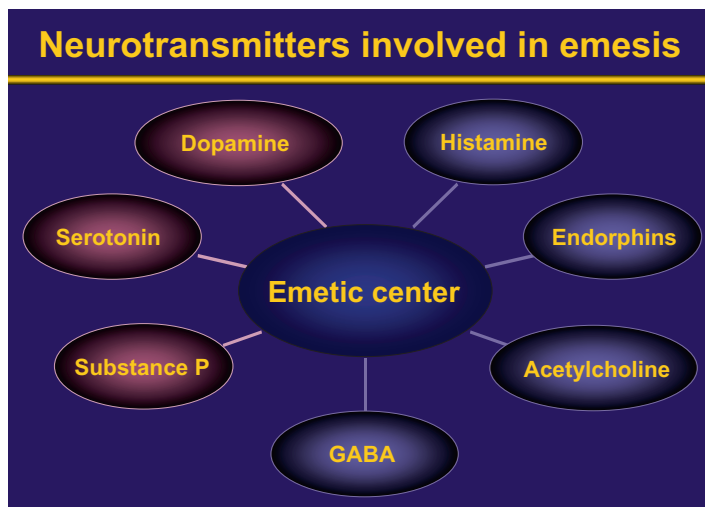 Neurotransmitters involved in emesis
Dopamine
Histamine
Serotonin
Endorphins
Emetic center
Substance P
Acetylcholine
GABA